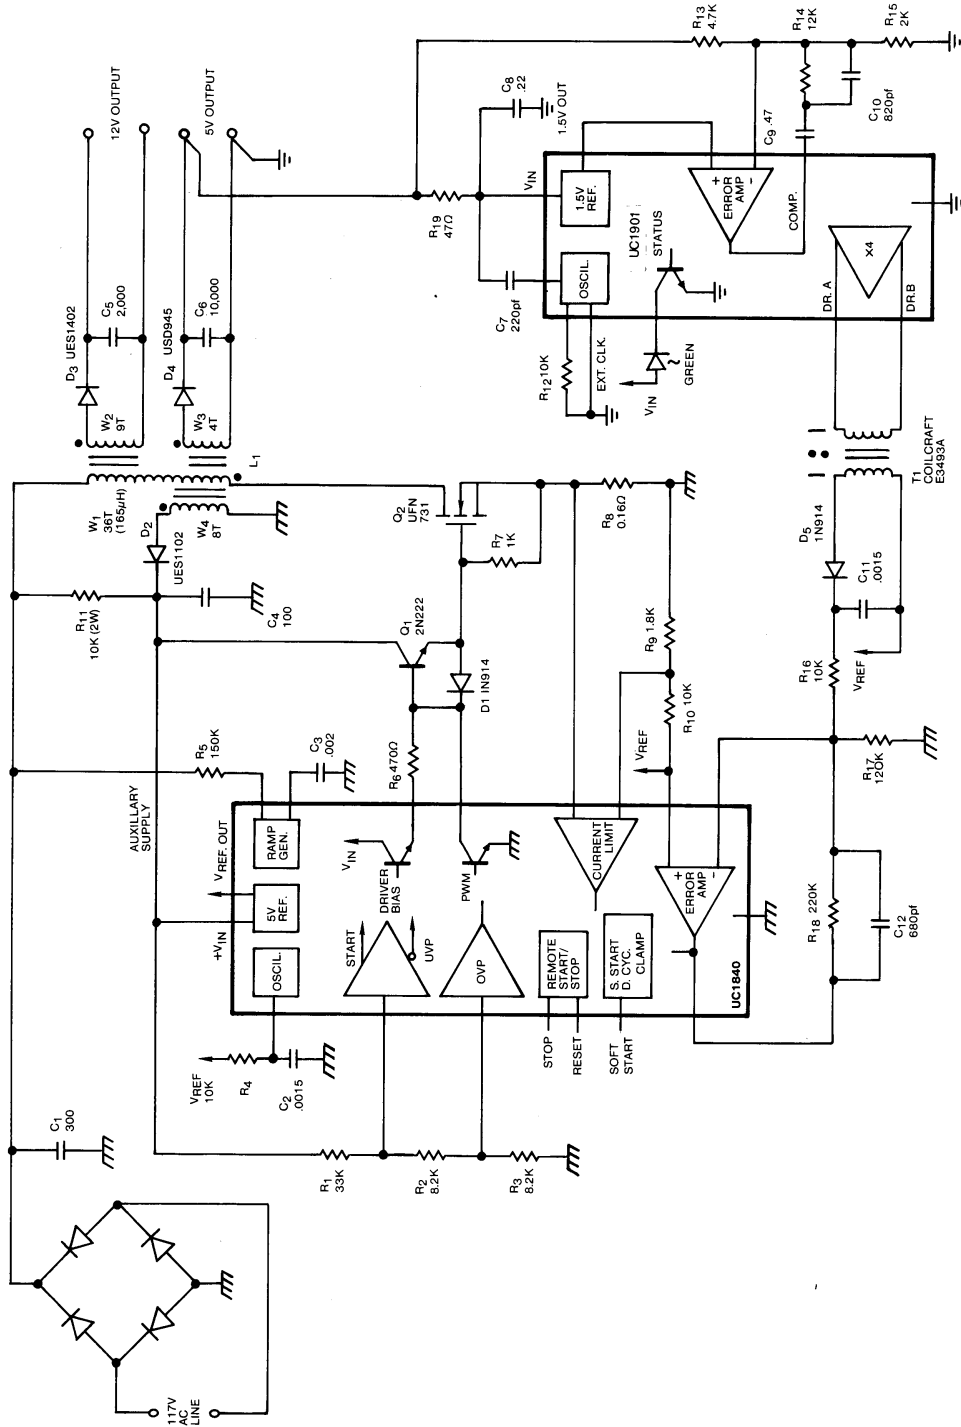 117V
AC
LINE
C1
300
VREF
10K
R4
C2
.0015
R1
33K
R2
8.2K
R3
8.2K
+VIN
VREF. OUT
OSCIL.
5V
REF.
RAMP
GEN.
R5
150K
C3
.002
AUXILLARY
SUPPLY
START
UVP
OVP
DRIVER
BIAS
VIN
PWM
REMOTE
START/
STOP
S. START
D. CYC.
CLAMP
STOP
RESET
SOFT
START
CURRENT
LIMIT
+
ERROR
AMP
-
UC1840
R6 470Ω
D1 IN914
Q1
2N222
R11
10K (2W)
C4
100
D2
UES1102
W1
36T
(165µH)
W4
8T
L1
W2
9T
W3
4T
D3 UES1402
C5
2,000
D4 USD945
C6
10,000
12V OUTPUT
5V OUTPUT
Q2
UFN
731
R7
1K
R8
0.16Ω
R9 1.8K
R10 10K
VREF
R18 220K
C12
680pf
R17
120K
R16
10K
VREF
C11
.0015
D5
1N914
T1
COILCRAFT
E3493A
R19
47Ω
C8
.22
C7
220pf
R12 10K
EXT. CLK.
VIN
GREEN
VIN
1.5V OUT
OSCIL.
1.5V
REF.
UC1901
STATUS
+
ERROR
AMP
-
COMP.
DR. A
DR.B
X4
R13
4.7K
R14
12K
R15
2K
C9 .47
C10
820pf